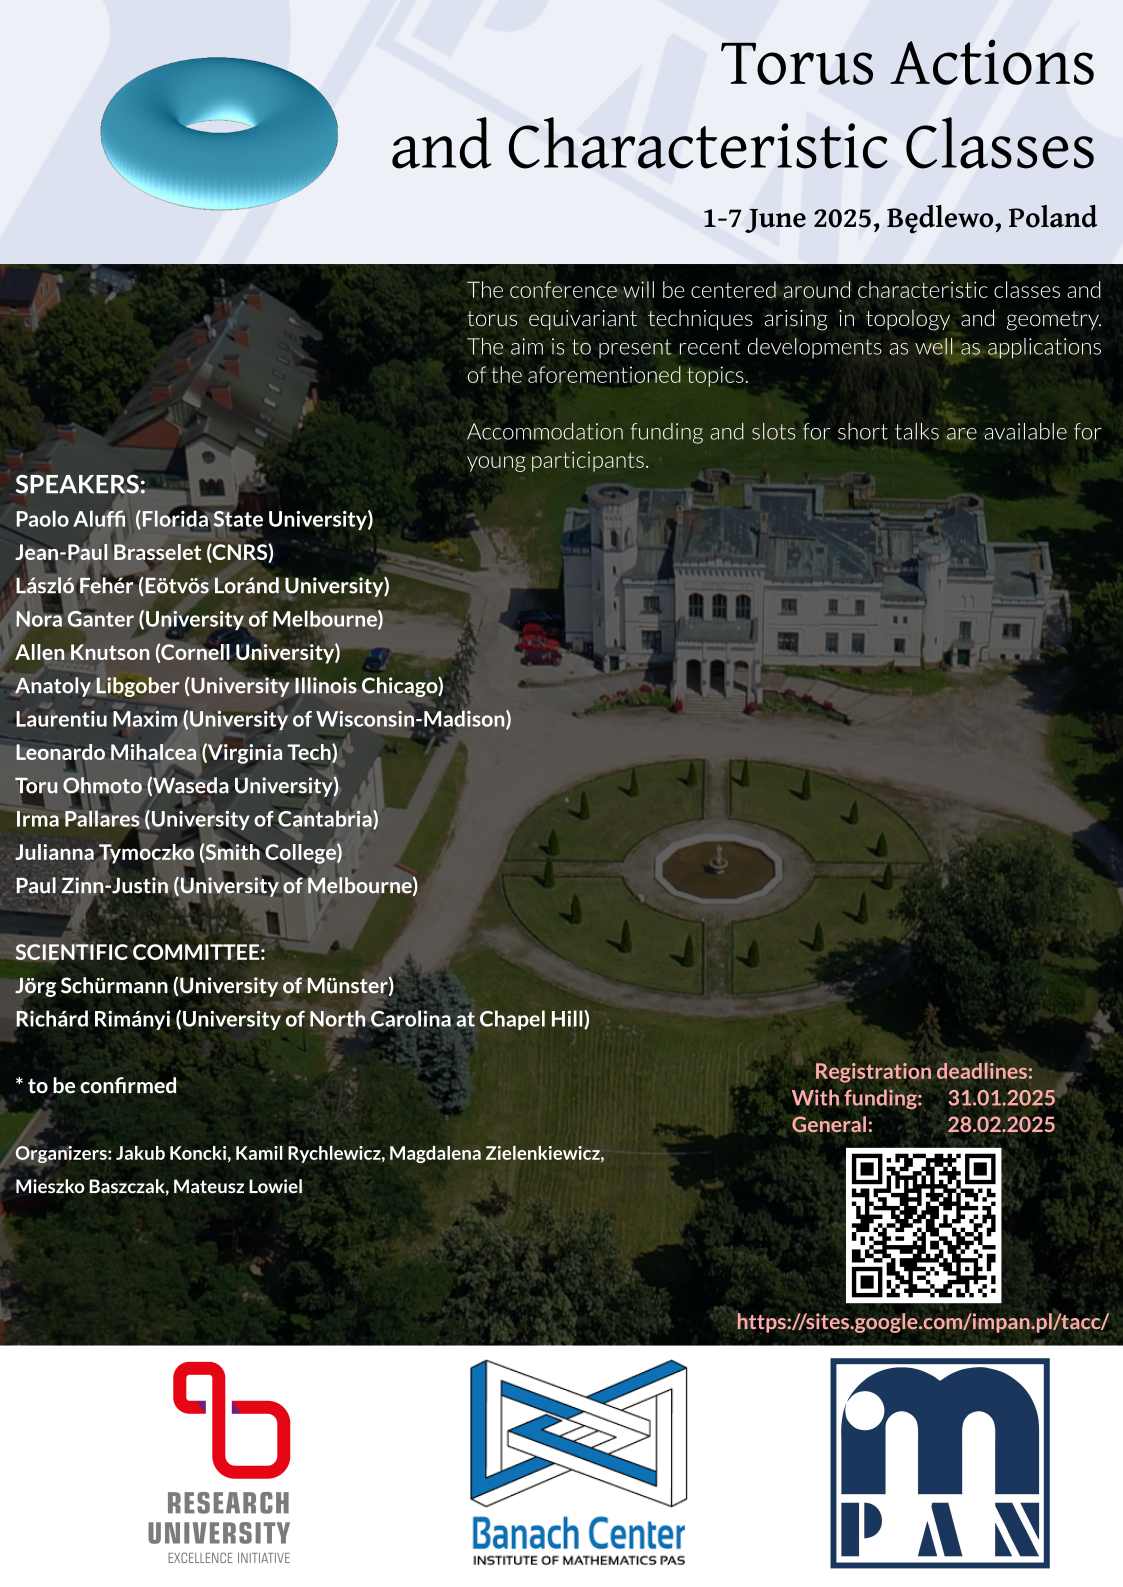 Torus Actions
and Characteristic Classes
1-7 June 2025, Będlewo, Poland
The conference will be centered around characteristic classes and
torus equivariant techniques arising in topology and geometry.
The aim is to present recent developments as well as applications
of the aforementioned topics.
Accommodation funding and slots for short talks are available for
young participants.
SPEAKERS:
Paolo Aluffi (Florida State University)
Jean-Paul Brasselet (CNRS)
László Fehér (Eötvös Loránd University)
Nora Ganter (University of Melbourne)
Allen Knutson (Cornell University)
Anatoly Libgober (University Illinois Chicago)
Laurentiu Maxim (University of Wisconsin-Madison)
Leonardo Mihalcea (Virginia Tech)
Toru Ohmoto (Waseda University)
Irma Pallares (University of Cantabria)
Julianna Tymoczko (Smith College)
Paul Zinn-Justin (University of Melbourne)
SCIENTIFIC COMMITTEE:
Jörg Schürmann (University of Münster)
Richárd Rimányi (University of North Carolina at Chapel Hill)
* to be confirmed
Organizers: Jakub Koncki, Kamil Rychlewicz, Magdalena Zielenkiewicz,
Mieszko Baszczak, Mateusz Lowiel
Registration deadlines:
With funding: 31.01.2025
General: 28.02.2025
https://sites.google.com/impan.pl/tacc/
RESEARCH
UNIVERSITY
EXCELLENCE INITIATIVE
Banach Center
INSTITUTE OF MATHEMATICS PAS
im
PAN